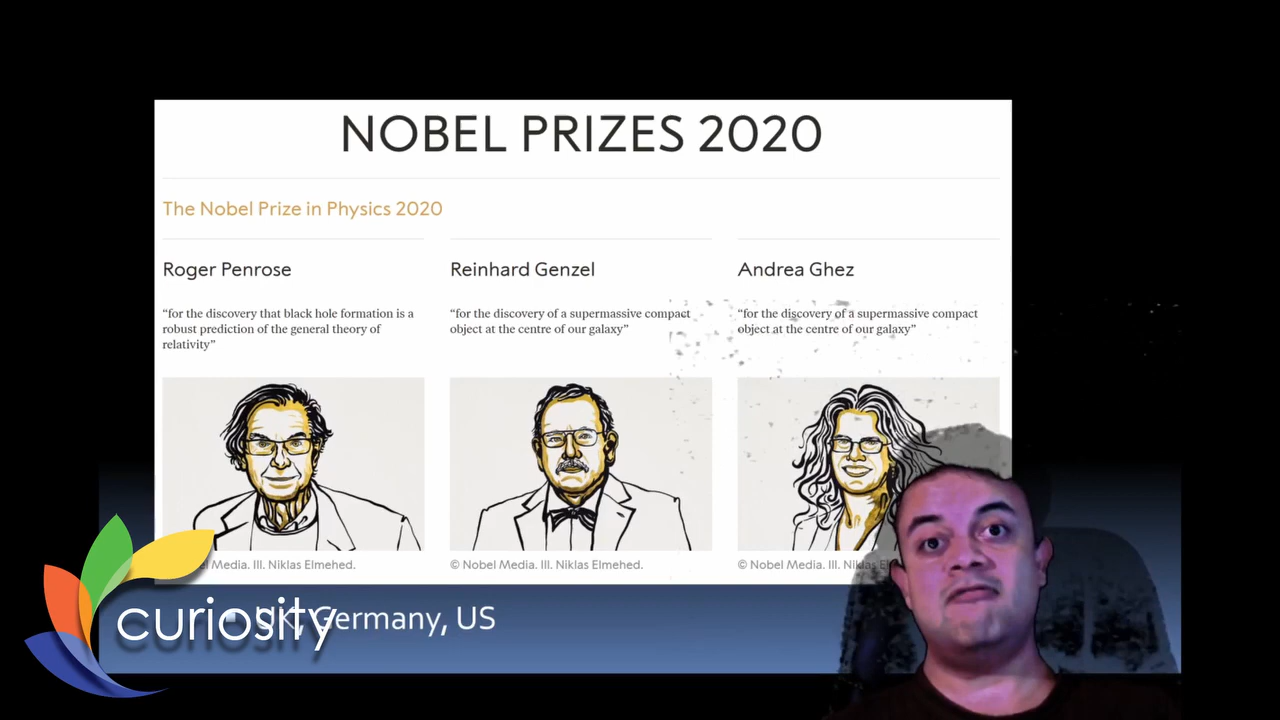 NOBEL PRIZES 2020
The Nobel Prize in Physics 2020
Roger Penrose
“for the discovery that black hole formation is a
robust prediction of the general theory of
relativity”
Reinhard Genzel
“for the discovery of a supermassive compact
object at the centre of our galaxy”
Andrea Ghez
“for the discovery of a supermassive compact
object at the centre of our galaxy”
Media. Ill. Niklas Elmehed.
© Nobel Media. Ill. Niklas Elmehed.
© Nobel Media. Ill. Niklas
curiosity
Germany, US